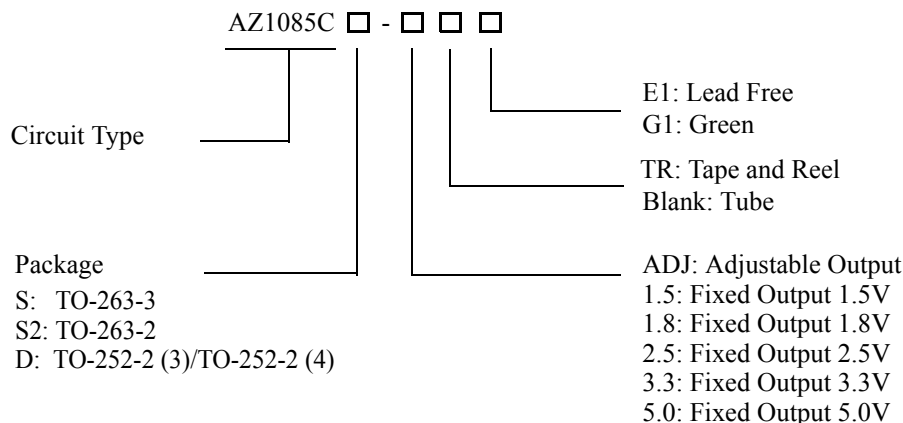 AZ1085C □ - □ □ □
Circuit Type
E1: Lead Free
G1: Green
TR: Tape and Reel
Blank: Tube
Package
S: TO-263-3
S2: TO-263-2
D: TO-252-2 (3)/TO-252-2 (4)
ADJ: Adjustable Output
1.5: Fixed Output 1.5V
1.8: Fixed Output 1.8V
2.5: Fixed Output 2.5V
3.3: Fixed Output 3.3V
5.0: Fixed Output 5.0V